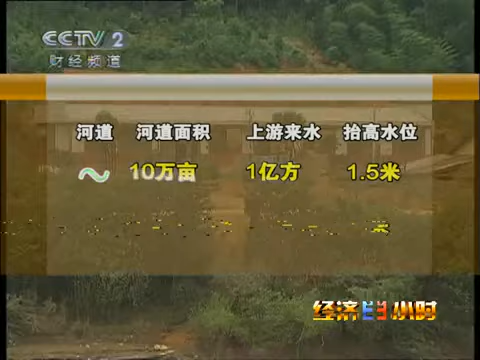 CCTV 2
财经频道
河道 河道面积 上游来水 抬高水位
10万亩 1亿方 1.5米
经济 小时